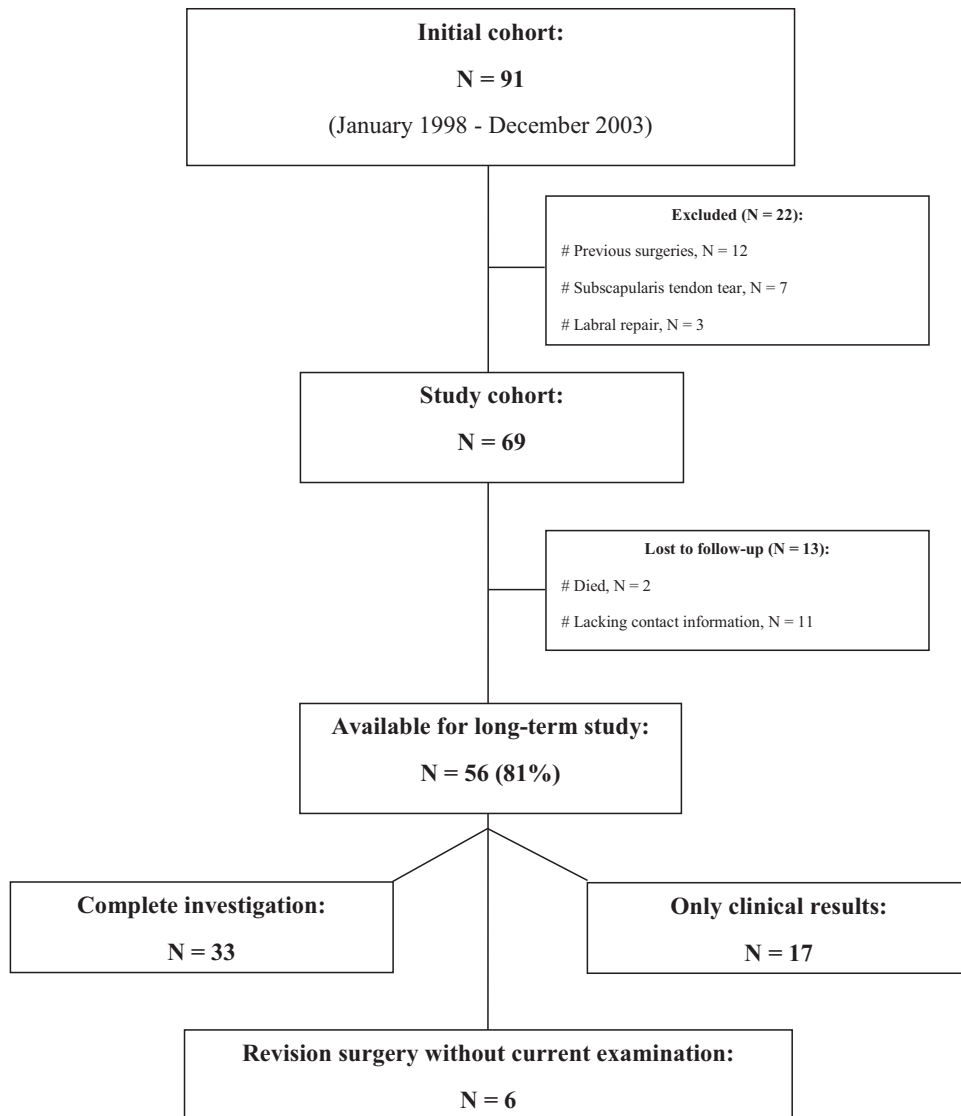 Initial cohort:
N = 91
(January 1998 - December 2003)
Excluded (N = 22):
# Previous surgeries, N = 12
# Subscapularis tendon tear, N = 7
# Labral repair, N = 3
Study cohort:
N = 69
Lost to follow-up (N = 13):
# Died, N = 2
# Lacking contact information, N = 11
Available for long-term study:
N = 56 (81%)
Complete investigation:
N = 33
Only clinical results:
N = 17
Revision surgery without current examination:
N = 6